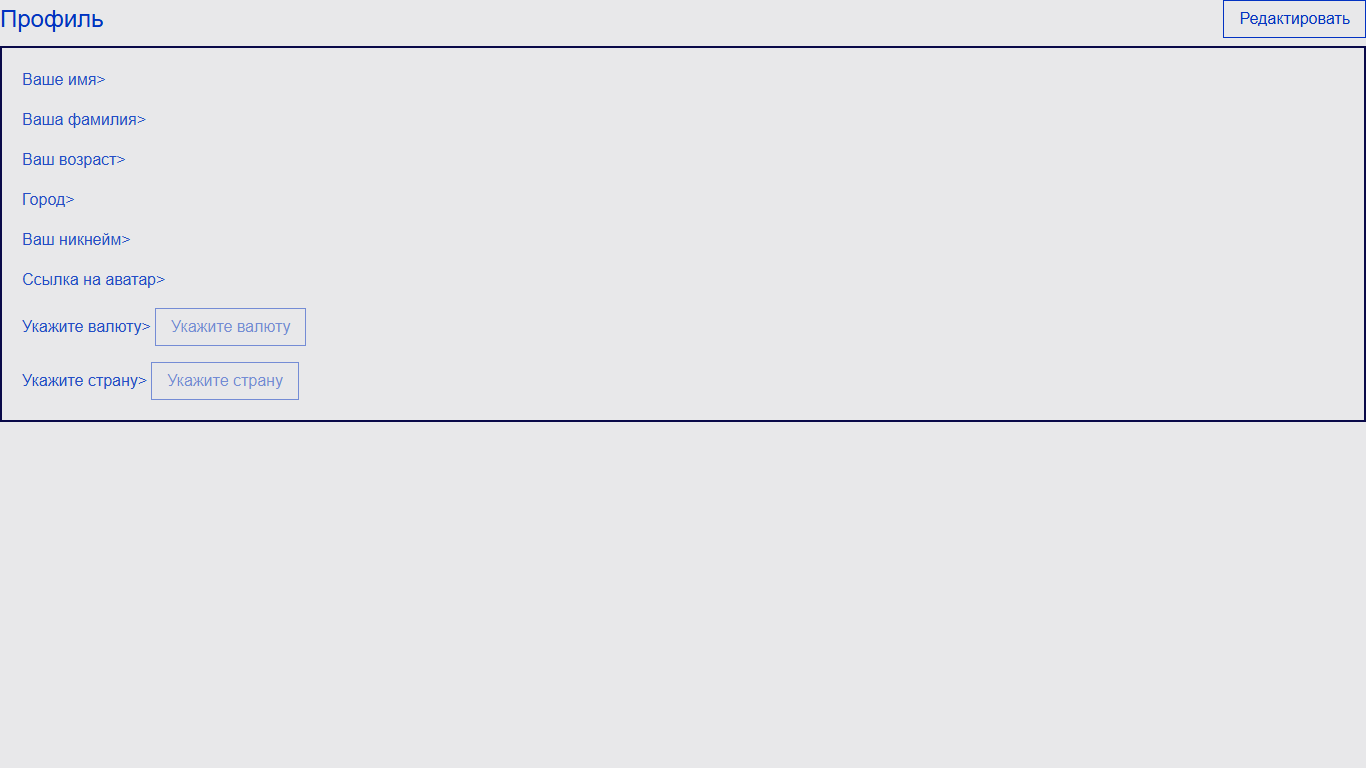 Профиль
Редактировать
Ваше имя>
Ваша фамилия>
Ваш возраст>
Город>
Ваш никнейм>
Ссылка на аватар>
Укажите валюту> Укажите валюту
Укажите страну> Укажите страну